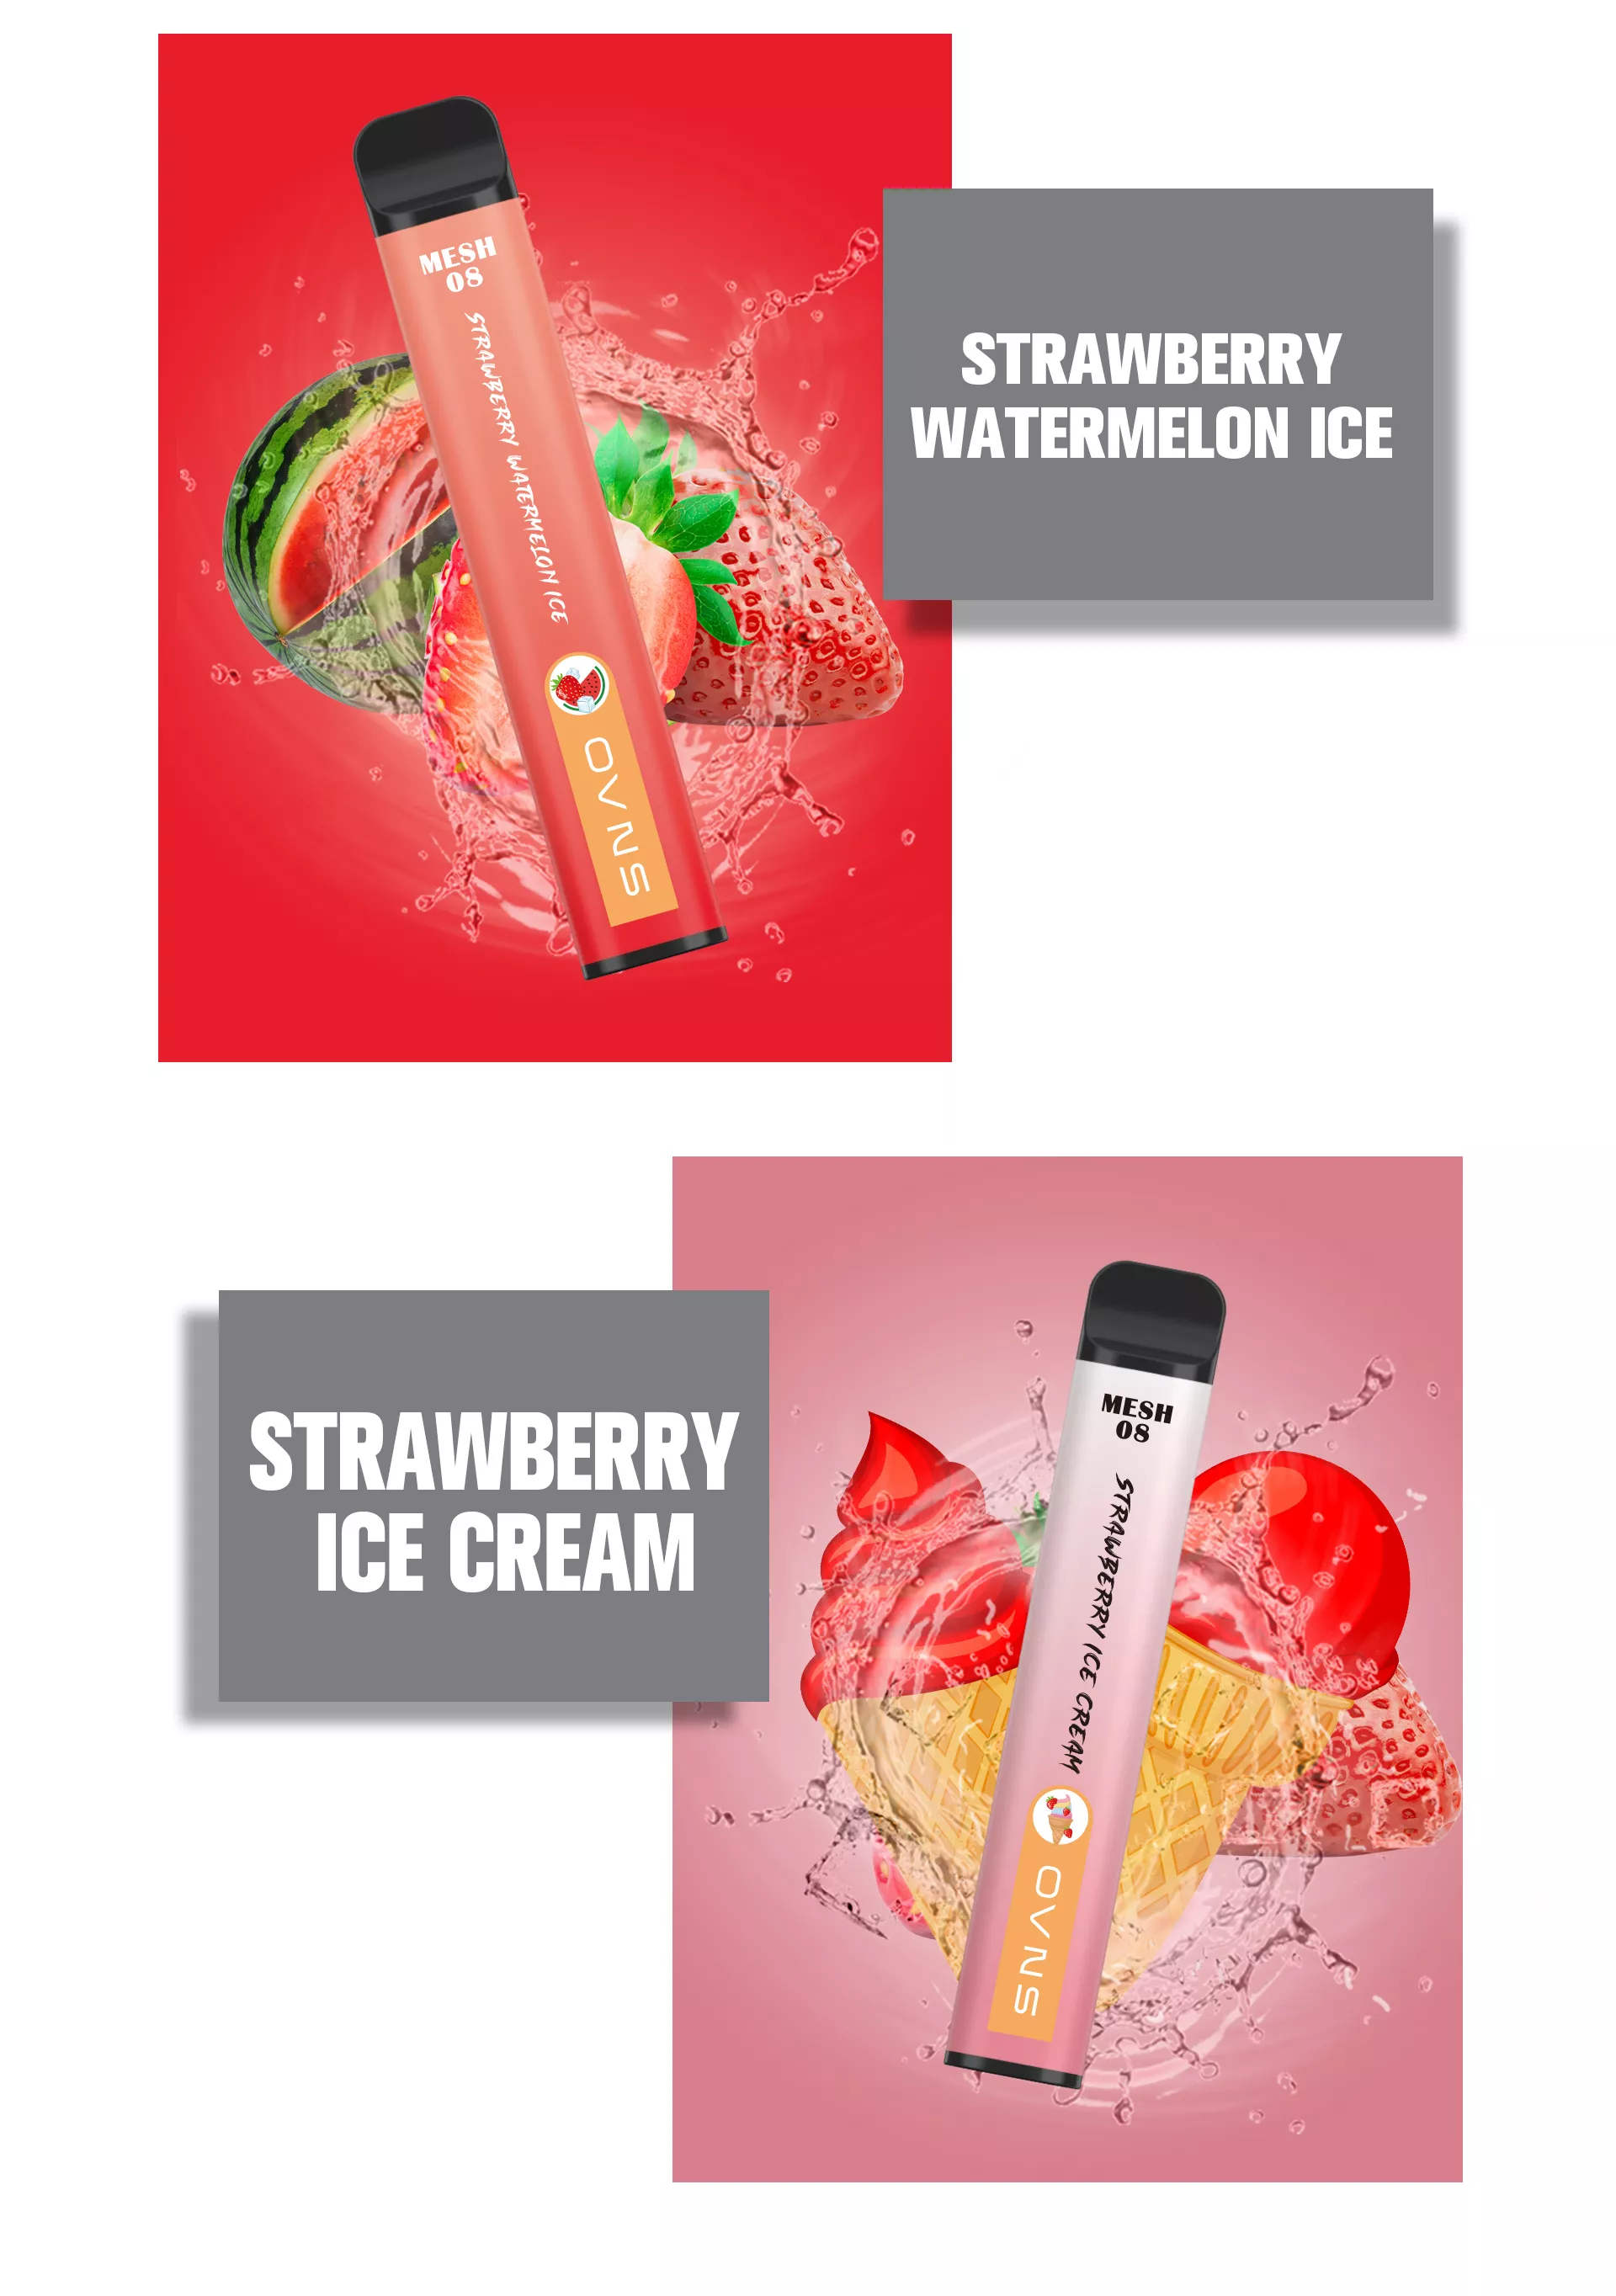 MESH
08
STRAWBERRY WATERMELON ICE
OVNS
STRAWBERRY
WATERMELON ICE
STRAWBERRY
ICE CREAM
MESH
08
STRAWBERRY ICE CREAM
OVNS